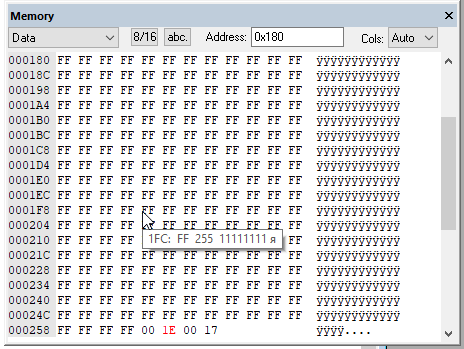 Memory ×
Data 8/16 abc. Address: 0x180 Cols: Auto
000180 FF FF FF FF FF FF FF FF FF FF FF FF ÿÿÿÿÿÿÿÿÿÿÿÿ
00018C FF FF FF FF FF FF FF FF FF FF FF FF ÿÿÿÿÿÿÿÿÿÿÿÿ
000198 FF FF FF FF FF FF FF FF FF FF FF FF ÿÿÿÿÿÿÿÿÿÿÿÿ
0001A4 FF FF FF FF FF FF FF FF FF FF FF FF ÿÿÿÿÿÿÿÿÿÿÿÿ
0001B0 FF FF FF FF FF FF FF FF FF FF FF FF ÿÿÿÿÿÿÿÿÿÿÿÿ
0001BC FF FF FF FF FF FF FF FF FF FF FF FF ÿÿÿÿÿÿÿÿÿÿÿÿ
0001C8 FF FF FF FF FF FF FF FF FF FF FF FF ÿÿÿÿÿÿÿÿÿÿÿÿ
0001D4 FF FF FF FF FF FF FF FF FF FF FF FF ÿÿÿÿÿÿÿÿÿÿÿÿ
0001E0 FF FF FF FF FF FF FF FF FF FF FF FF ÿÿÿÿÿÿÿÿÿÿÿÿ
0001EC FF FF FF FF FF FF FF FF FF FF FF FF ÿÿÿÿÿÿÿÿÿÿÿÿ
0001F8 FF FF FF FF FF FF FF FF FF FF FF FF ÿÿÿÿÿÿÿÿÿÿÿÿ
000204 FF FF FF FF FF FF FF FF FF FF FF FF ÿÿÿÿÿÿÿÿÿÿÿÿ
1FC: FF 255 11111111 я
000210 FF FF FF FF ÿÿÿÿÿÿÿÿÿÿÿÿ
00021C FF FF FF FF FF FF FF FF FF FF FF FF ÿÿÿÿÿÿÿÿÿÿÿÿ
000228 FF FF FF FF FF FF FF FF FF FF FF FF ÿÿÿÿÿÿÿÿÿÿÿÿ
000234 FF FF FF FF FF FF FF FF FF FF FF FF ÿÿÿÿÿÿÿÿÿÿÿÿ
000240 FF FF FF FF FF FF FF FF FF FF FF FF ÿÿÿÿÿÿÿÿÿÿÿÿ
00024C FF FF FF FF FF FF FF FF FF FF FF FF ÿÿÿÿÿÿÿÿÿÿÿÿ
000258 FF FF FF FF 00 1E 00 17 ÿÿÿÿ....